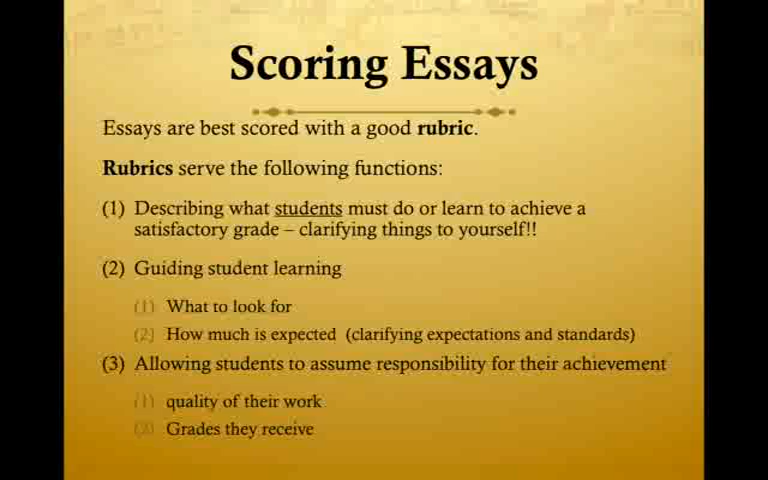 Scoring Essays
Essays are best scored with a good rubric.
Rubrics serve the following functions:
(1) Describing what students must do or learn to achieve a
satisfactory grade – clarifying things to yourself!!
(2) Guiding student learning
(1) What to look for
(2) How much is expected (clarifying expectations and standards)
(3) Allowing students to assume responsibility for their achievement
(1) quality of their work
(2) Grades they receive